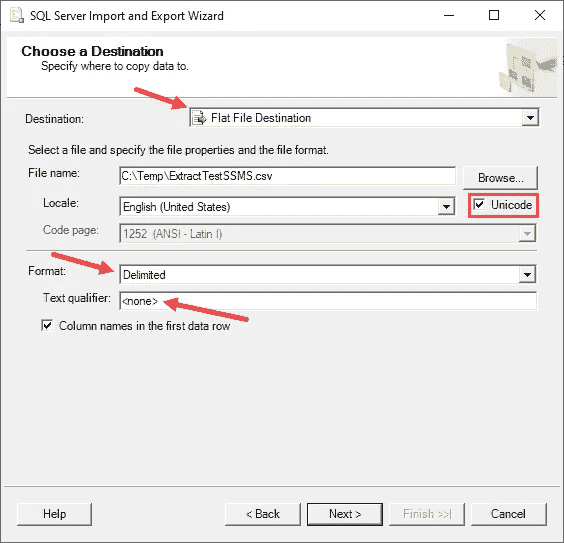 SQL Server Import and Export Wizard
Choose a Destination
Specify where to copy data to.
Destination: Flat File Destination
Select a file and specify the file properties and the file format.
File name: C:\Temp\ExtractTestSSMS.csv Browse...
Locale: English (United States) Unicode
Code page: 1252 (ANSI - Latin I)
Format: Delimited
Text qualifier: <none>
Column names in the first data row
Help < Back Next > Finish >>| Cancel